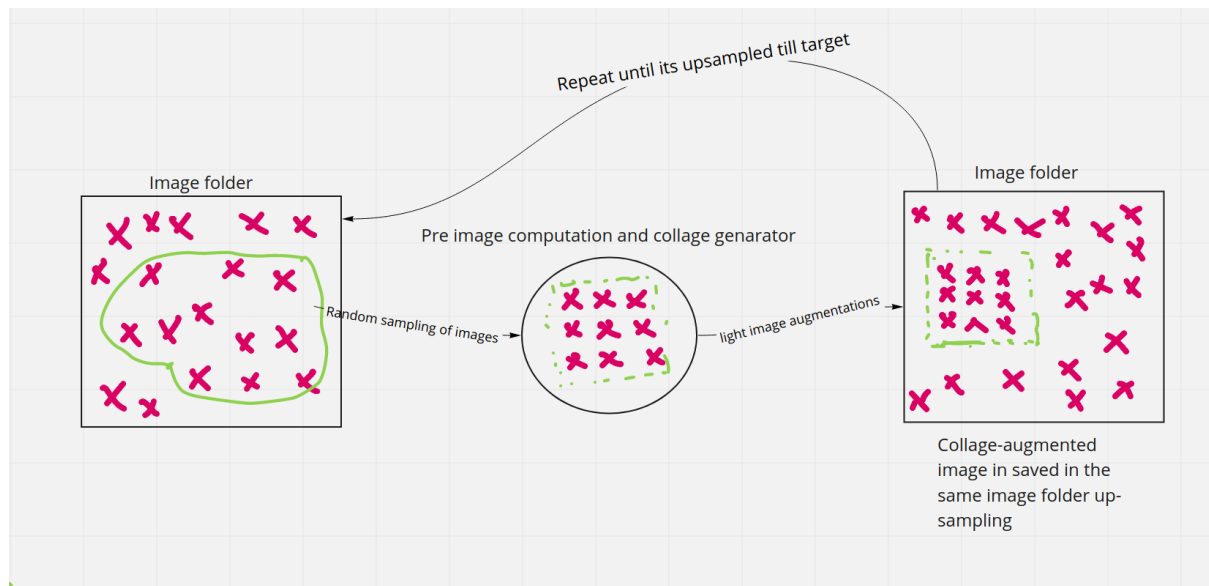 Repeat until its upsampled till target
Image folder
Image folder
Pre image computation and collage genarator
Random sampling of images
light image augmentations
Collage-augmented
image in saved in the
same image folder up-
sampling